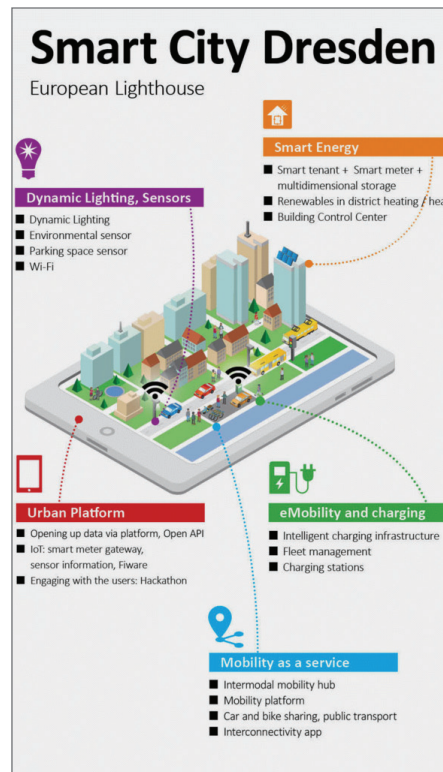 Smart City Dresden
European Lighthouse
Smart Energy
■ Smart tenant + Smart meter +
multidimensional storage
■ Renewables in district heating /
■ Building Control Center
Dynamic Lighting, Sensors
■ Dynamic Lighting
■ Environmental sensor
■ Parking space sensor
■ Wi-Fi
Urban Platform
■ Opening up data via platform, Open API
■ IoT: smart meter gateway,
sensor information, Fiware
■ Engaging with the users: Hackathon
eMobility and charging
■ Intelligent charging infrastructure
■ Fleet management
■ Charging stations
Mobility as a service
■ Intermodal mobility hub
■ Mobility platform
■ Car and bike sharing, public transport
■ Interconnectivity app